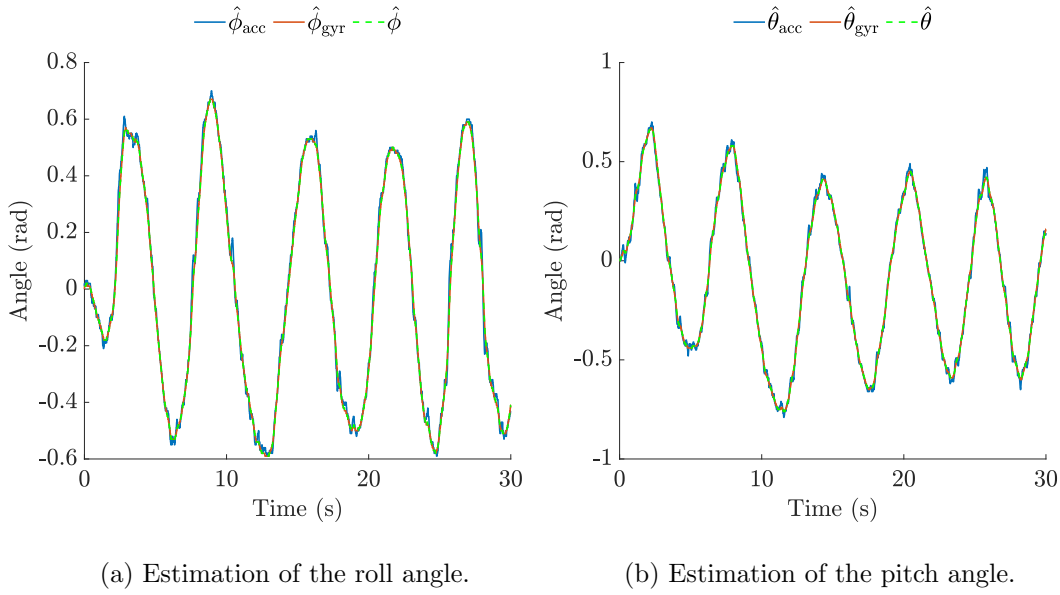 ϕ̂acc ϕ̂gyr ϕ̂
0.8
0.6
0.4
0.2
0
-0.2
-0.4
-0.6
0 10 20 30
Angle (rad)
Time (s)
(a) Estimation of the roll angle.
θ̂acc θ̂gyr θ̂
1
0.5
0
-0.5
-1
0 10 20 30
Angle (rad)
Time (s)
(b) Estimation of the pitch angle.